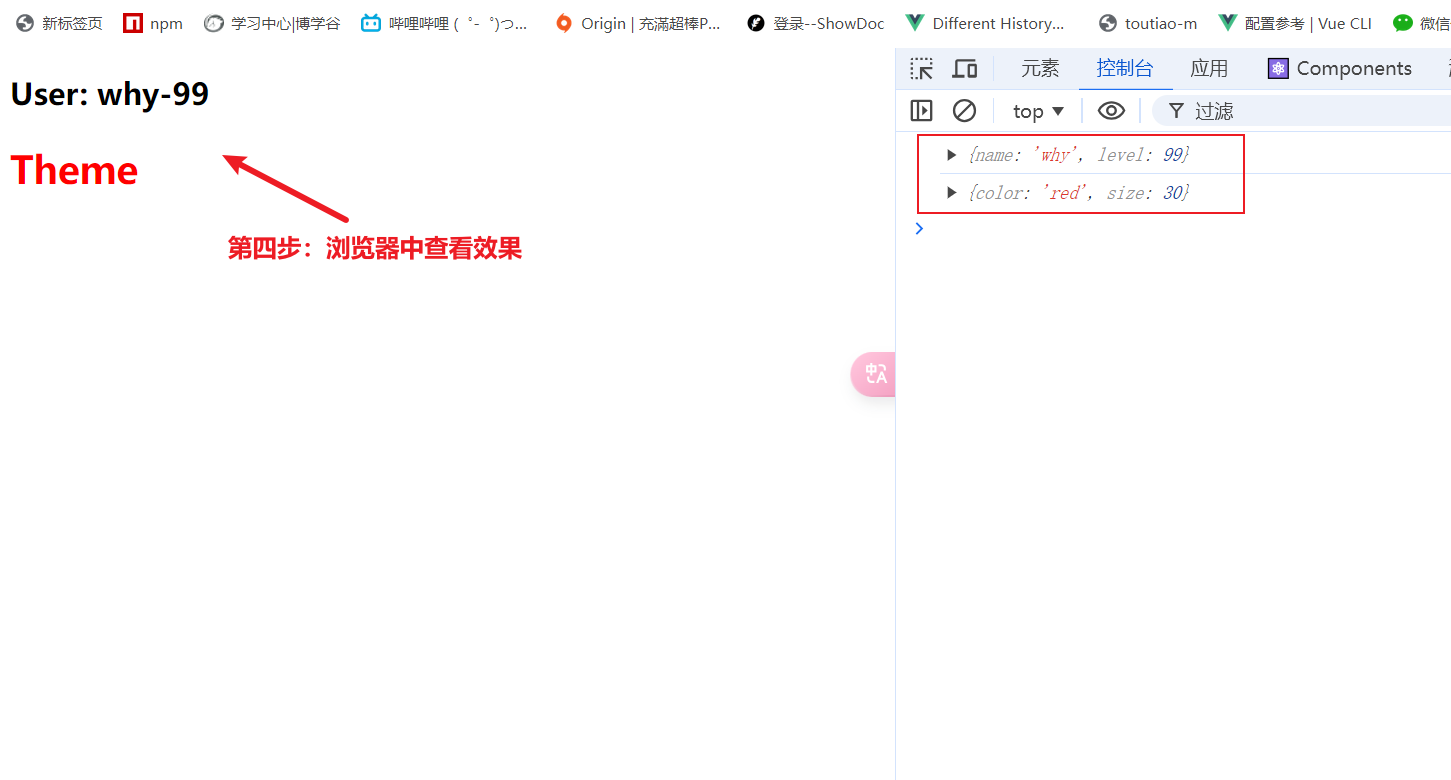 新标签页 npm 学习中心|博学谷 哔哩哔哩 (゜-゜)つ... Origin | 充满超棒P... 登录--ShowDoc Different History... toutiao-m 配置参考 | Vue CLI 微信
元素 控制台 应用 Components
top 过滤
User: why-99
{name: 'why', level: 99}
Theme
{color: 'red', size: 30}
第四步：浏览器中查看效果